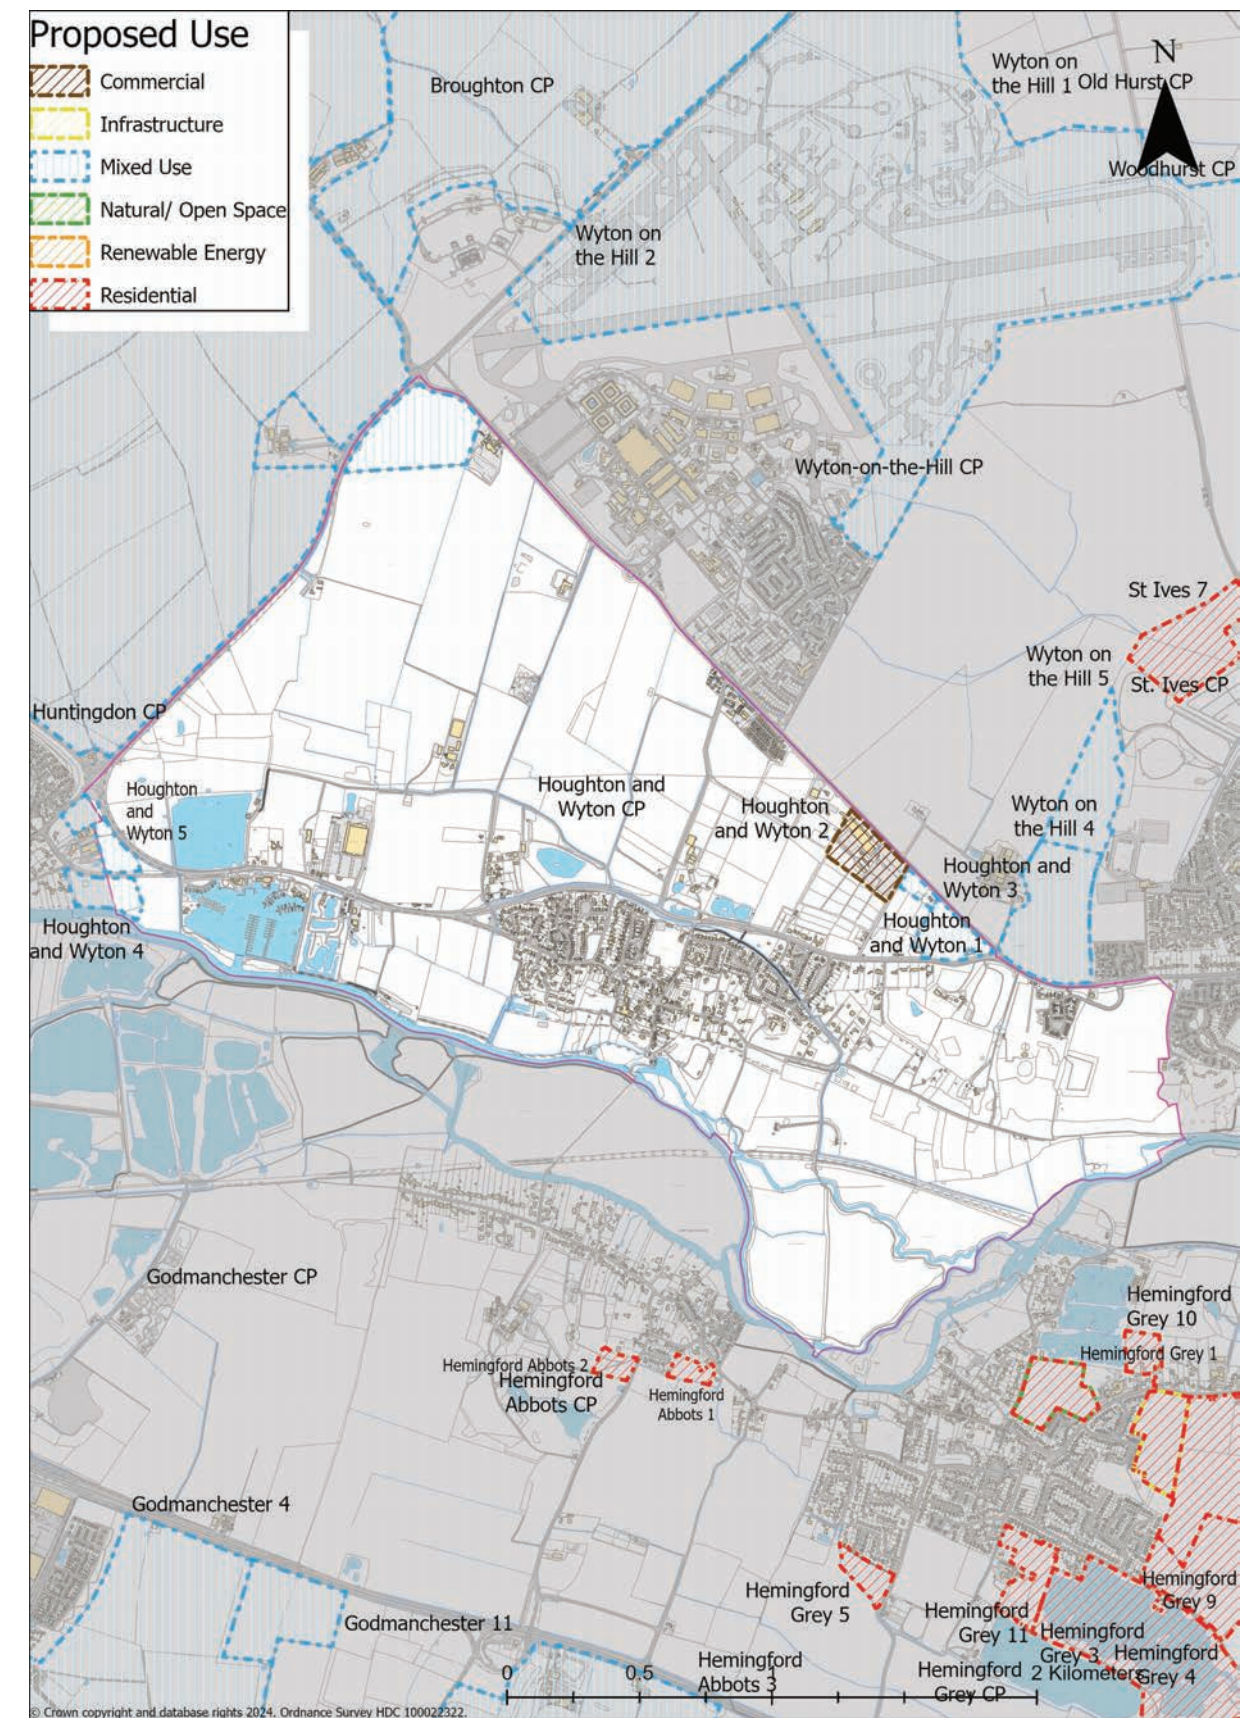 Proposed Use
Commercial
Infrastructure
Mixed Use
Natural/ Open Space
Renewable Energy
Residential
N
Broughton CP
Wyton on
the Hill 1
Old Hurst CP
Woodhurst CP
Wyton on
the Hill 2
Wyton-on-the-Hill CP
St Ives 7
Wyton on
the Hill 5
St. Ives CP
Huntingdon CP
Houghton
and
Wyton 5
Houghton and
Wyton CP
Houghton
and Wyton 2
Wyton on
the Hill 4
Houghton and
Wyton 3
Houghton
and Wyton 1
Houghton
and Wyton 4
Godmanchester CP
Hemingford
Grey 10
Hemingford Grey 1
Hemingford Abbots 2
Hemingford
Abbots CP
Hemingford
Abbots 1
Godmanchester 4
Hemingford
Grey 5
Hemingford
Grey 9
Godmanchester 11
Hemingford
Grey 11
Hemingford
Grey 3
Hemingford
Grey 4
Hemingford
Abbots 3
Hemingford
Grey CP
0 0.5 1 2 Kilometers
© Crown copyright and database rights 2024. Ordnance Survey HDC 100022322.